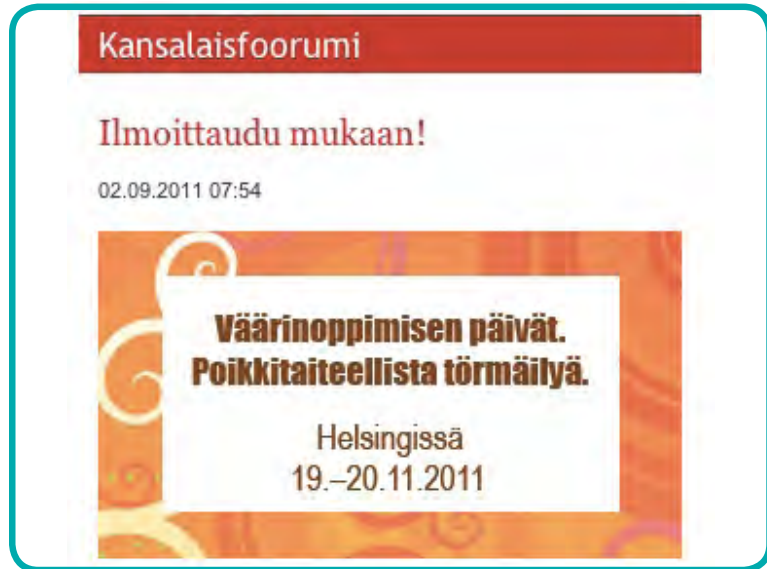 Kansalaisfoorumi
Ilmoittaudu mukaan!
02.09.2011 07:54
Väärinoppimisen päivät.
Poikkitaiteellista törmäilyä.
Helsingissä
19.–20.11.2011